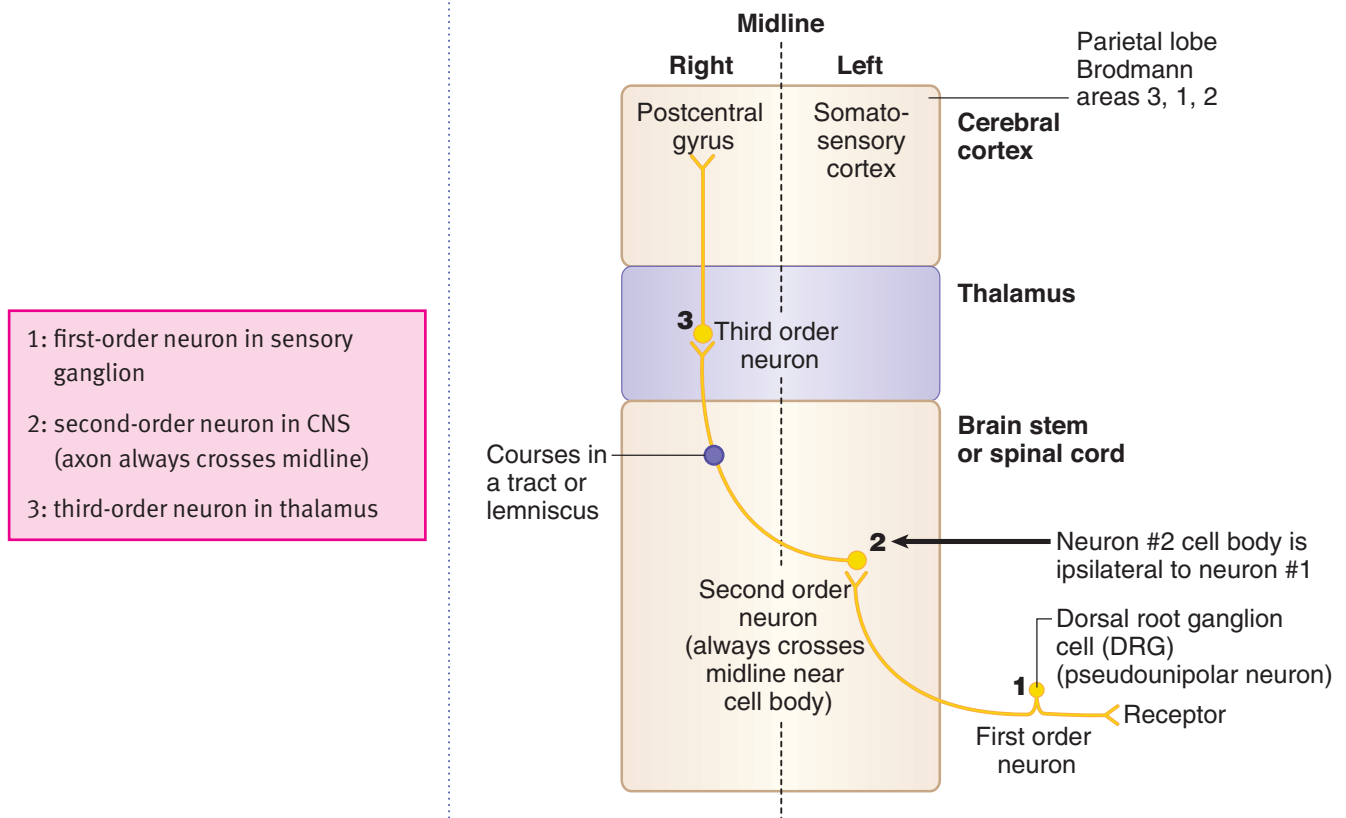 1: first-order neuron in sensory
ganglion
2: second-order neuron in CNS
(axon always crosses midline)
3: third-order neuron in thalamus
Midline
Right
Left
Parietal lobe
Brodmann
areas 3, 1, 2
Postcentral
gyrus
Somato-
sensory
cortex
Cerebral
cortex
Thalamus
3
Third order
neuron
Brain stem
or spinal cord
Courses in
a tract or
lemniscus
2
Neuron #2 cell body is
ipsilateral to neuron #1
Second order
neuron
(always crosses
midline near
cell body)
Dorsal root ganglion
cell (DRG)
(pseudounipolar neuron)
1
Receptor
First order
neuron